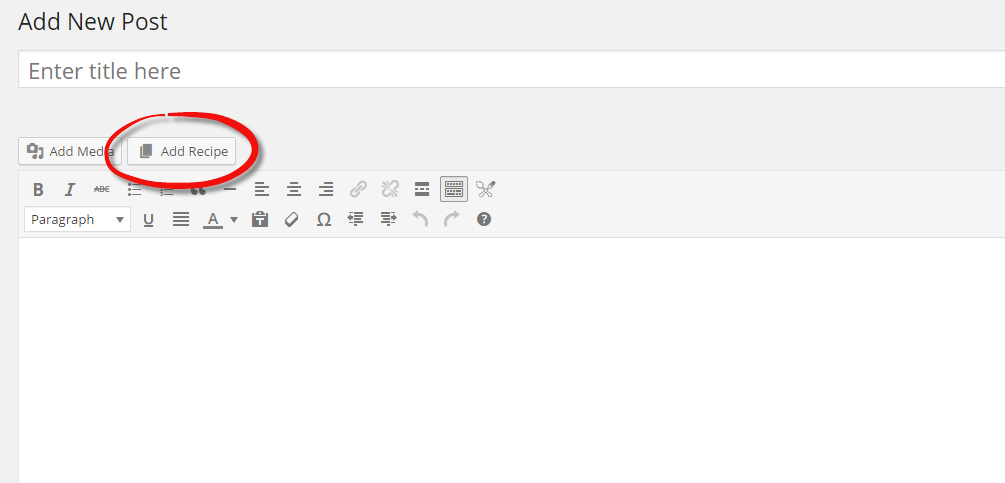 Add New Post
Enter title here
Add Media Add Recipe
B I ABC
Paragraph U A T Ω ?